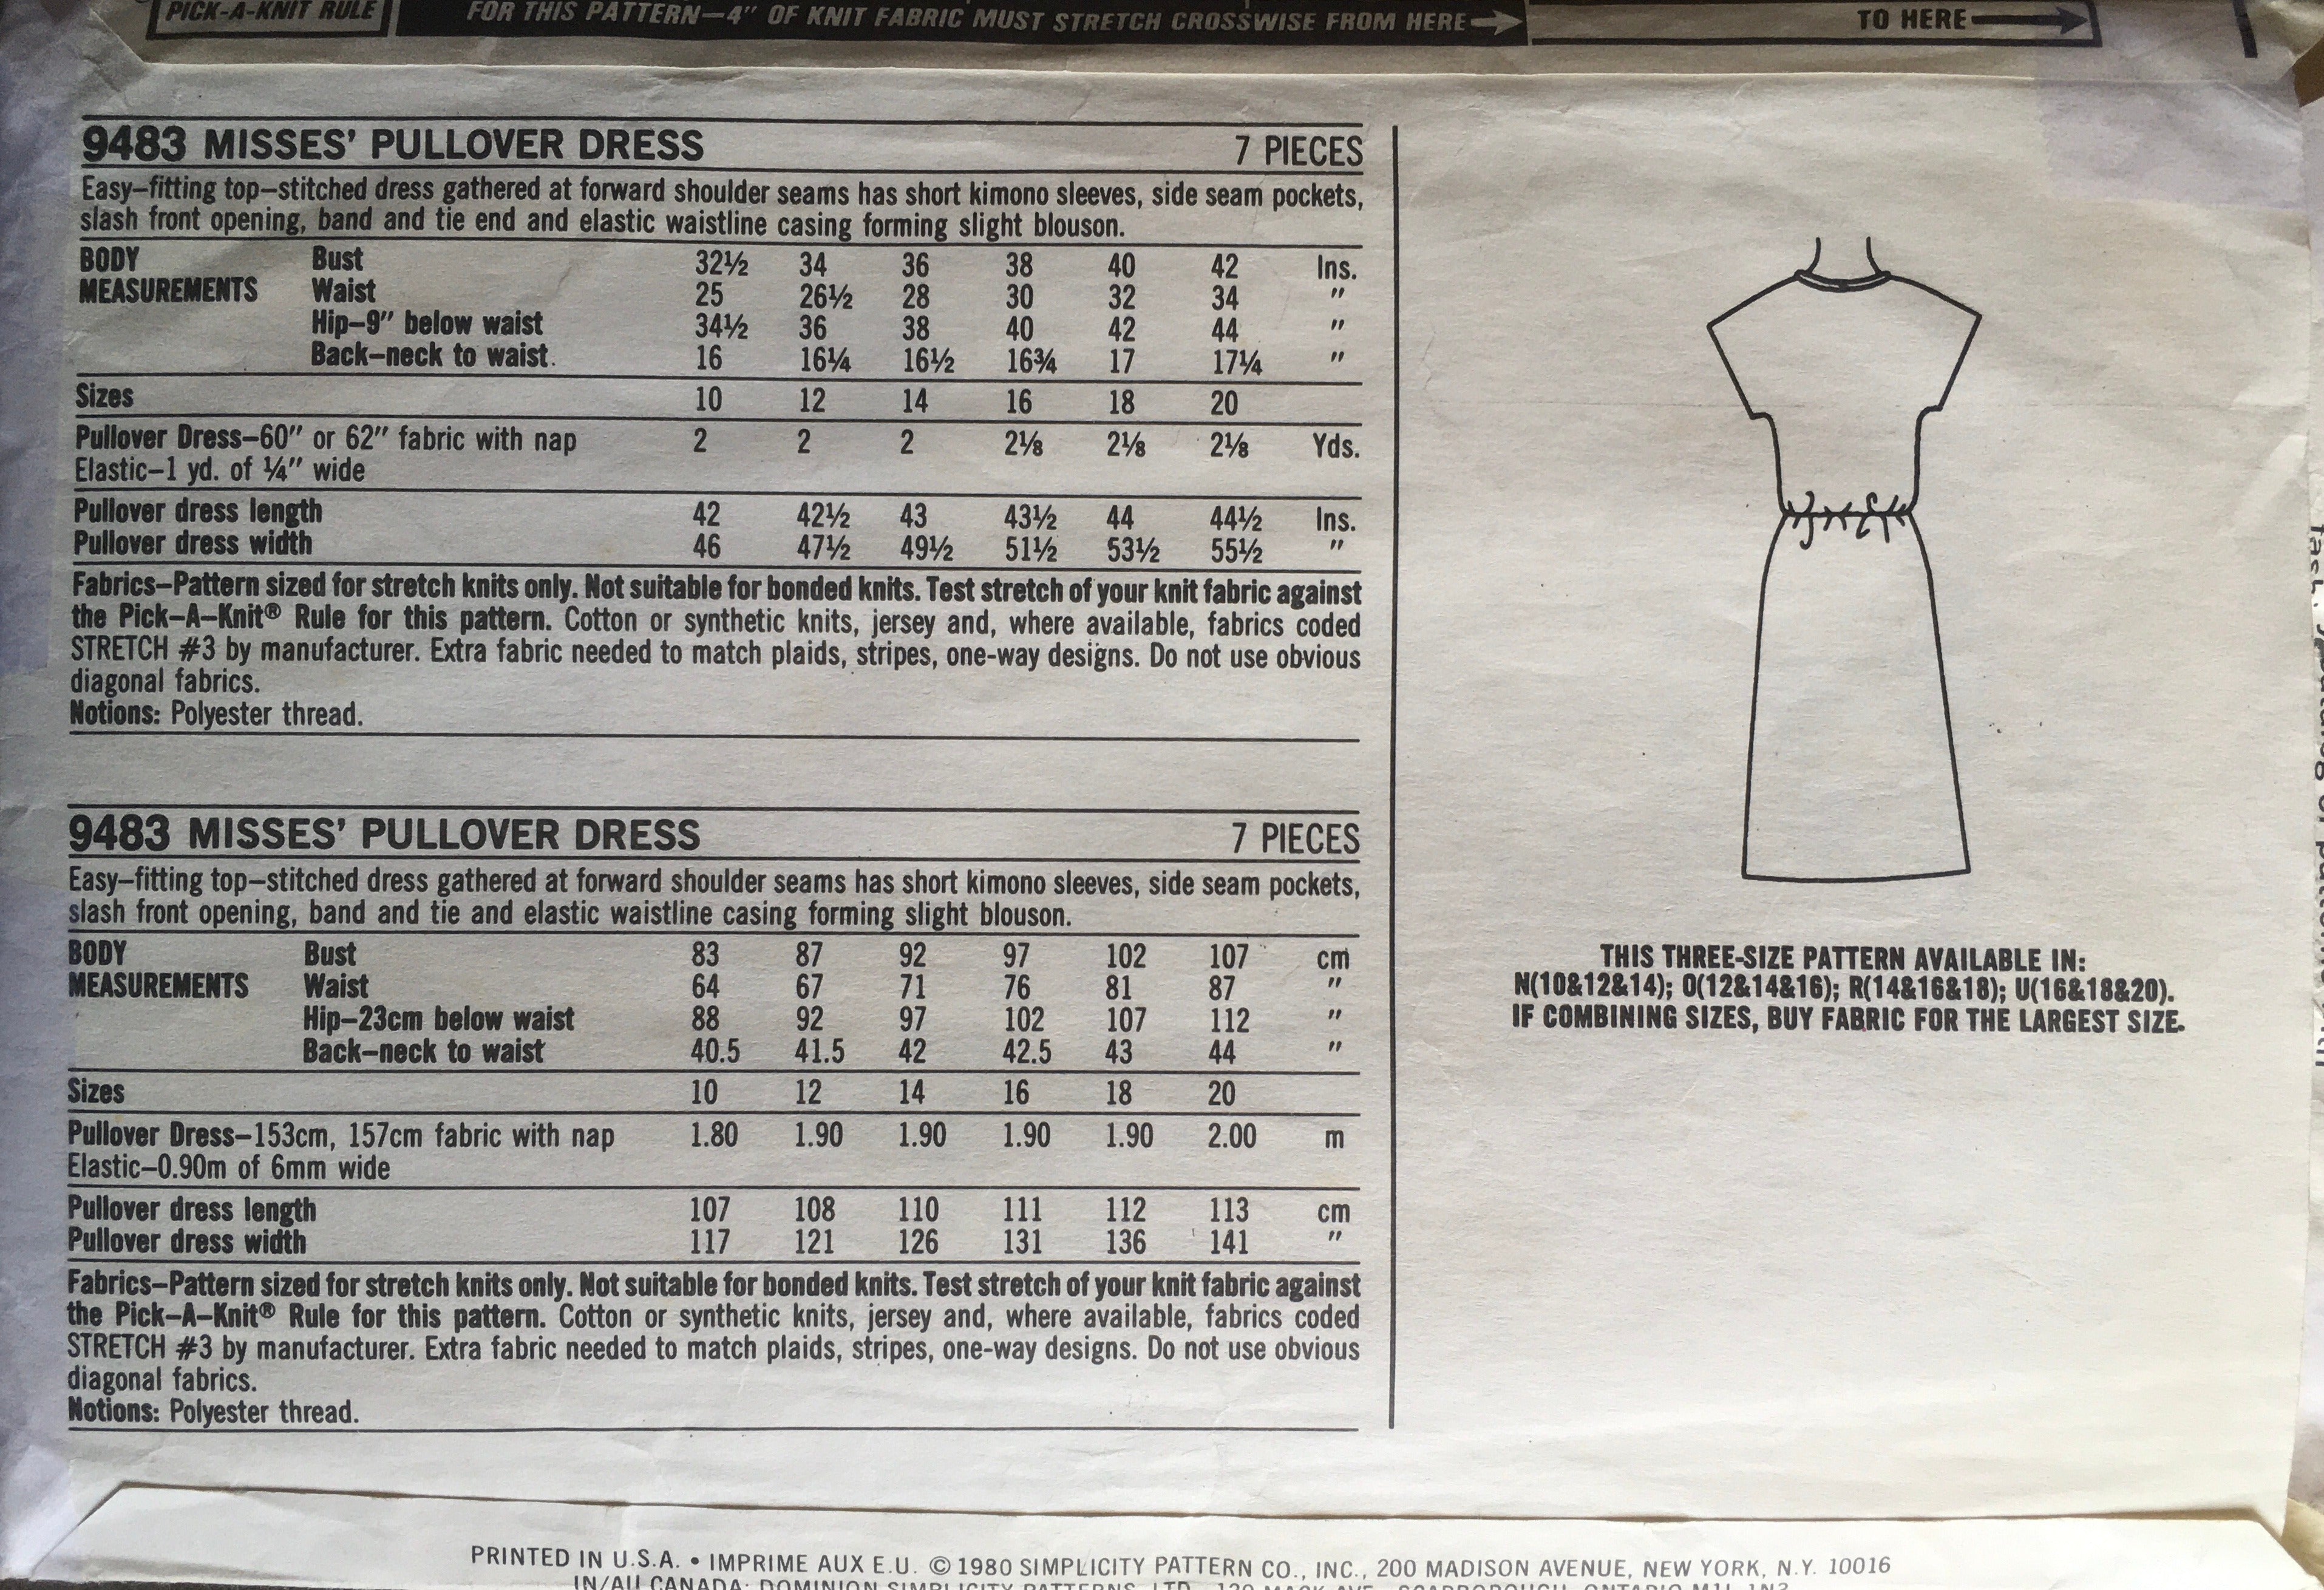 PICK-A-KNIT RULE FOR THIS PATTERN—4" OF KNIT FABRIC MUST STRETCH CROSSWISE FROM HERE→ TO HERE→
9483 MISSES' PULLOVER DRESS 7 PIECES
Easy–fitting top–stitched dress gathered at forward shoulder seams has short kimono sleeves, side seam pockets,
slash front opening, band and tie end and elastic waistline casing forming slight blouson.
BODY Bust 32½ 34 36 38 40 42 Ins.
MEASUREMENTS Waist 25 26½ 28 30 32 34 "
Hip–9" below waist 34½ 36 38 40 42 44 "
Back–neck to waist. 16 16¼ 16½ 16¾ 17 17¼ "
Sizes 10 12 14 16 18 20
Pullover Dress–60" or 62" fabric with nap 2 2 2 2⅛ 2⅛ 2⅛ Yds.
Elastic–1 yd. of ¼" wide
Pullover dress length 42 42½ 43 43½ 44 44½ Ins.
Pullover dress width 46 47½ 49½ 51½ 53½ 55½ "
Fabrics–Pattern sized for stretch knits only. Not suitable for bonded knits. Test stretch of your knit fabric against
the Pick–A–Knit® Rule for this pattern. Cotton or synthetic knits, jersey and, where available, fabrics coded
STRETCH #3 by manufacturer. Extra fabric needed to match plaids, stripes, one-way designs. Do not use obvious
diagonal fabrics.
Notions: Polyester thread.
9483 MISSES' PULLOVER DRESS 7 PIECES
Easy–fitting top–stitched dress gathered at forward shoulder seams has short kimono sleeves, side seam pockets,
slash front opening, band and tie and elastic waistline casing forming slight blouson.
BODY Bust 83 87 92 97 102 107 cm
MEASUREMENTS Waist 64 67 71 76 81 87 "
Hip–23cm below waist 88 92 97 102 107 112 "
Back–neck to waist 40.5 41.5 42 42.5 43 44 "
Sizes 10 12 14 16 18 20
Pullover Dress–153cm, 157cm fabric with nap 1.80 1.90 1.90 1.90 1.90 2.00 m
Elastic–0.90m of 6mm wide
Pullover dress length 107 108 110 111 112 113 cm
Pullover dress width 117 121 126 131 136 141 "
Fabrics–Pattern sized for stretch knits only. Not suitable for bonded knits. Test stretch of your knit fabric against
the Pick–A–Knit® Rule for this pattern. Cotton or synthetic knits, jersey and, where available, fabrics coded
STRETCH #3 by manufacturer. Extra fabric needed to match plaids, stripes, one-way designs. Do not use obvious
diagonal fabrics.
Notions: Polyester thread.
THIS THREE-SIZE PATTERN AVAILABLE IN:
N(10&12&14); O(12&14&16); R(14&16&18); U(16&18&20).
IF COMBINING SIZES, BUY FABRIC FOR THE LARGEST SIZE.
PRINTED IN U.S.A. • IMPRIME AUX E.U. © 1980 SIMPLICITY PATTERN CO., INC., 200 MADISON AVENUE, NEW YORK, N.Y. 10016
IN/AU CANADA: DOMINION SIMPLICITY PATTERNS, LTD.